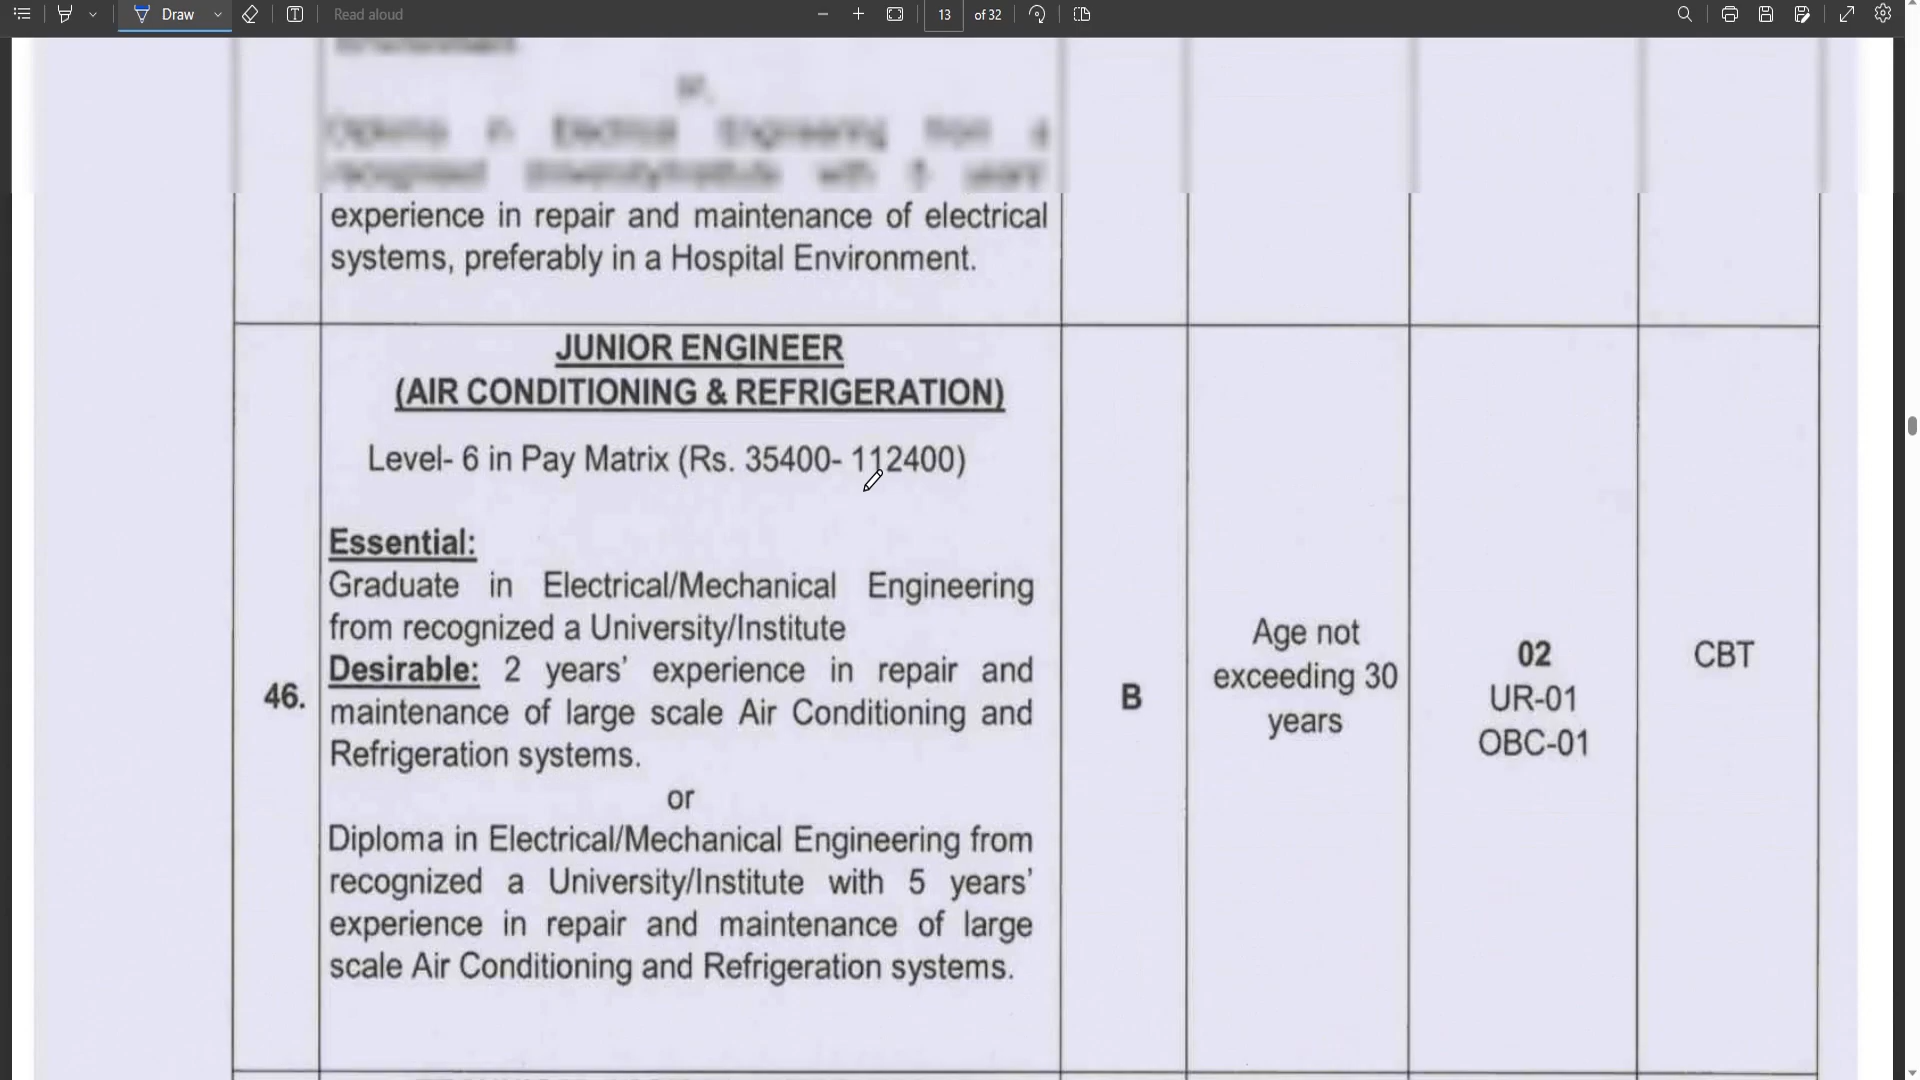 Draw
Read aloud
13 of 32
experience in repair and maintenance of electrical
systems, preferably in a Hospital Environment.
JUNIOR ENGINEER
(AIR CONDITIONING & REFRIGERATION)
Level- 6 in Pay Matrix (Rs. 35400- 112400)
Essential:
Graduate in Electrical/Mechanical Engineering
from recognized a University/Institute
Desirable: 2 years' experience in repair and
maintenance of large scale Air Conditioning and
Refrigeration systems.
or
Diploma in Electrical/Mechanical Engineering from
recognized a University/Institute with 5 years'
experience in repair and maintenance of large
scale Air Conditioning and Refrigeration systems.
46.
B
Age not
exceeding 30
years
02
UR-01
OBC-01
CBT